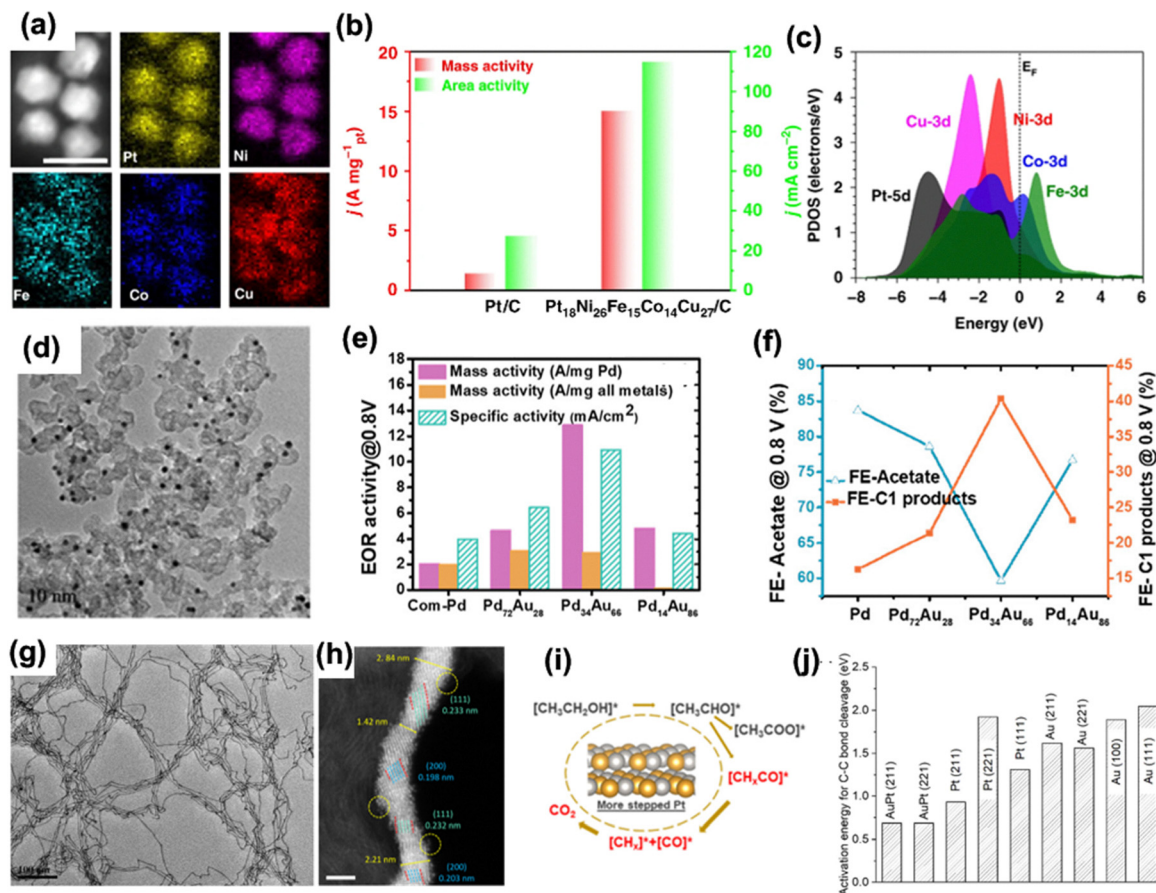 (a)
Pt
Ni
Fe
Co
Cu
(b)
Mass activity
Area activity
j (A mg⁻¹pt)
20
15
10
5
0
j (mA cm⁻²)
120
100
80
60
40
20
0
Pt/C
Pt₁₈Ni₂₆Fe₁₅Co₁₄Cu₂₇/C
(c)
PDOS (electrons/eV)
5
4
3
2
1
0
E_F
Cu-3d
Ni-3d
Co-3d
Pt-5d
Fe-3d
−8 −6 −4 −2 0 2 4 6
Energy (eV)
(d)
10 nm
(e)
EOR activity@0.8V
18
16
14
12
10
8
6
4
2
0
Mass activity (A/mg Pd)
Mass activity (A/mg all metals)
Specific activity (mA/cm²)
Com-Pd Pd₇₂Au₂₈ Pd₃₄Au₆₆ Pd₁₄Au₈₆
(f)
FE- Acetate @ 0.8 V (%)
90
85
80
75
70
65
60
FE-Acetate
FE-C1 products
FE- C1 products @ 0.8 V (%)
45
40
35
30
25
20
15
Pd Pd₇₂Au₂₈ Pd₃₄Au₆₆ Pd₁₄Au₈₆
(g)
100 nm
(h)
2. 84 nm
(111)
0.233 nm
1.42 nm
(200)
0.198 nm
(111)
0.232 nm
2.21 nm
(200)
0.203 nm
(i)
[CH₃CH₂OH]*
[CH₃CHO]*
[CH₃COO]*
[CHₓCO]*
More stepped Pt
CO₂
[CHₓ]*+[CO]*
(j)
Activation energy for C-C bond cleavage (eV)
2.5
2.0
1.5
1.0
0.5
0.0
AuPt (211)
AuPt (221)
Pt (211)
Pt (221)
Pt (111)
Au (211)
Au (221)
Au (100)
Au (111)